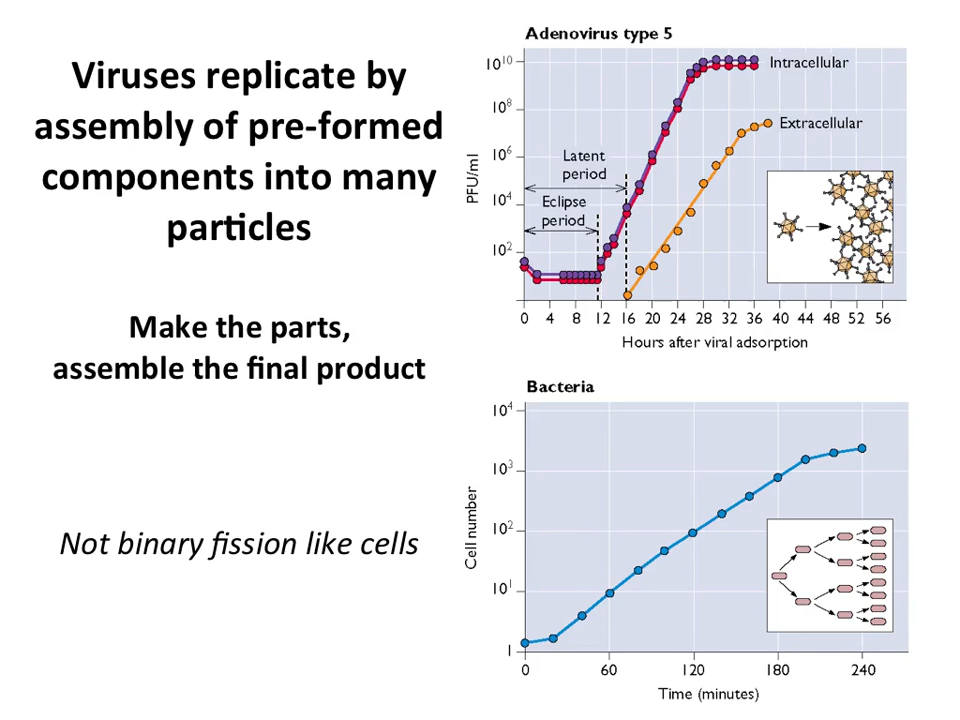 Viruses replicate by
assembly of pre-formed
components into many
particles
Make the parts,
assemble the final product
Not binary fission like cells
Adenovirus type 5
PFU/ml
10¹⁰
10⁸
10⁶
10⁴
10²
Intracellular
Extracellular
Latent
period
Eclipse
period
0 4 8 12 16 20 24 28 32 36 40 44 48 52 56
Hours after viral adsorption
Bacteria
Cell number
10⁴
10³
10²
10¹
1
0 60 120 180 240
Time (minutes)